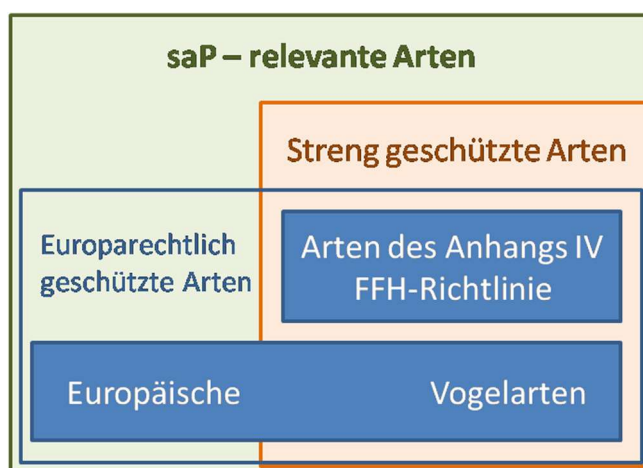 saP – relevante Arten
Streng geschützte Arten
Europarechtlich
geschützte Arten
Arten des Anhangs IV
FFH-Richtlinie
Europäische Vogelarten